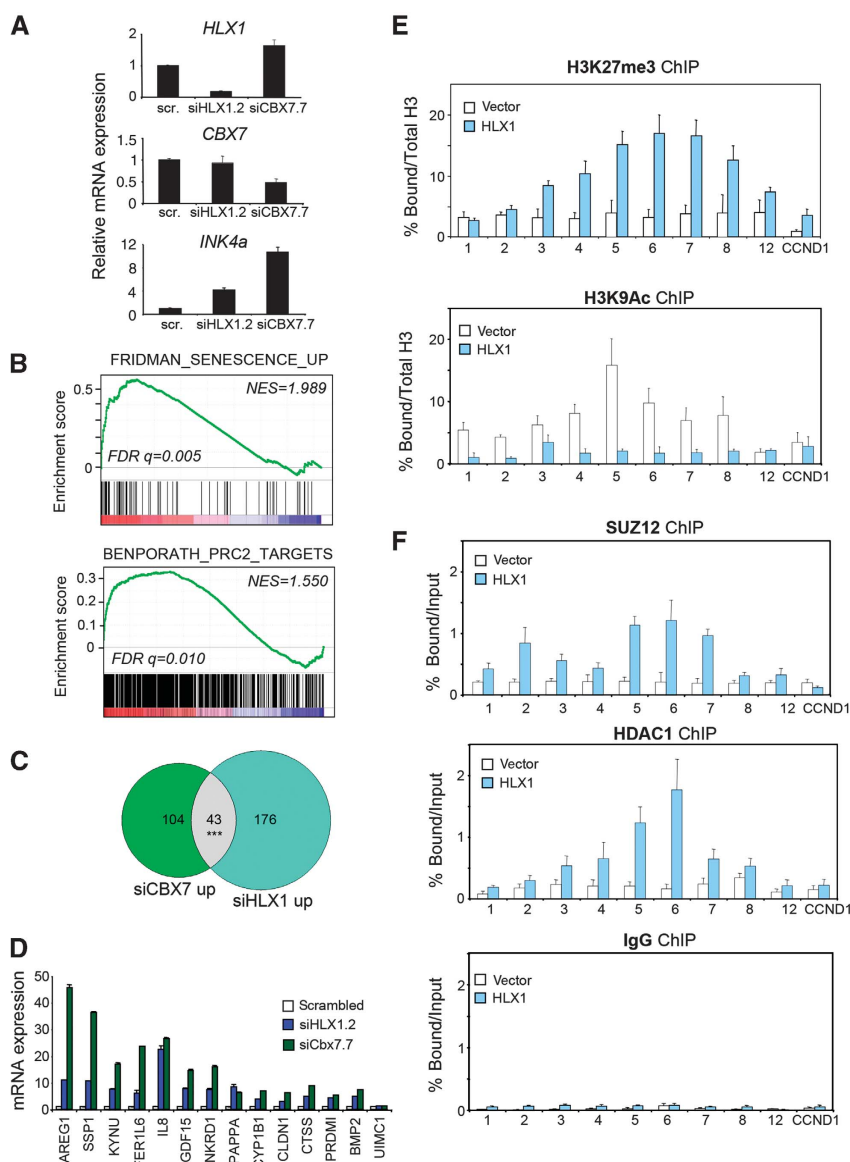 A
HLX1
2
1
0
scr. siHLX1.2 siCBX7.7
CBX7
1.5
1
0.5
0
scr. siHLX1.2 siCBX7.7
INK4a
12
8
4
0
scr. siHLX1.2 siCBX7.7
Relative mRNA expression
B
FRIDMAN_SENESCENCE_UP
NES=1.989
FDR q=0.005
0.5
0
Enrichment score
BENPORATH_PRC2_TARGETS
NES=1.550
FDR q=0.010
0.3
0.2
0.1
0
Enrichment score
C
104 43 176
***
siCBX7 up
siHLX1 up
D
mRNA expression
50
40
30
20
10
0
Scrambled
siHLX1.2
siCbx7.7
AREG1
SSP1
KYNU
ER1L6
IL8
GDF15
NKRD1
PAPPA
CYP1B1
CLDN1
CTSS
PRDMI
BMP2
UIMC1
E
H3K27me3 ChIP
Vector
HLX1
% Bound/Total H3
20
10
0
1 2 3 4 5 6 7 8 12 CCND1
H3K9Ac ChIP
Vector
HLX1
% Bound/Total H3
20
10
0
1 2 3 4 5 6 7 8 12 CCND1
F
SUZ12 ChIP
Vector
HLX1
% Bound/Input
2
1
0
1 2 3 4 5 6 7 8 12 CCND1
HDAC1 ChIP
Vector
HLX1
% Bound/Input
2
1
0
1 2 3 4 5 6 7 8 12 CCND1
IgG ChIP
Vector
HLX1
% Bound/Input
2
1
0
1 2 3 4 5 6 7 8 12 CCND1